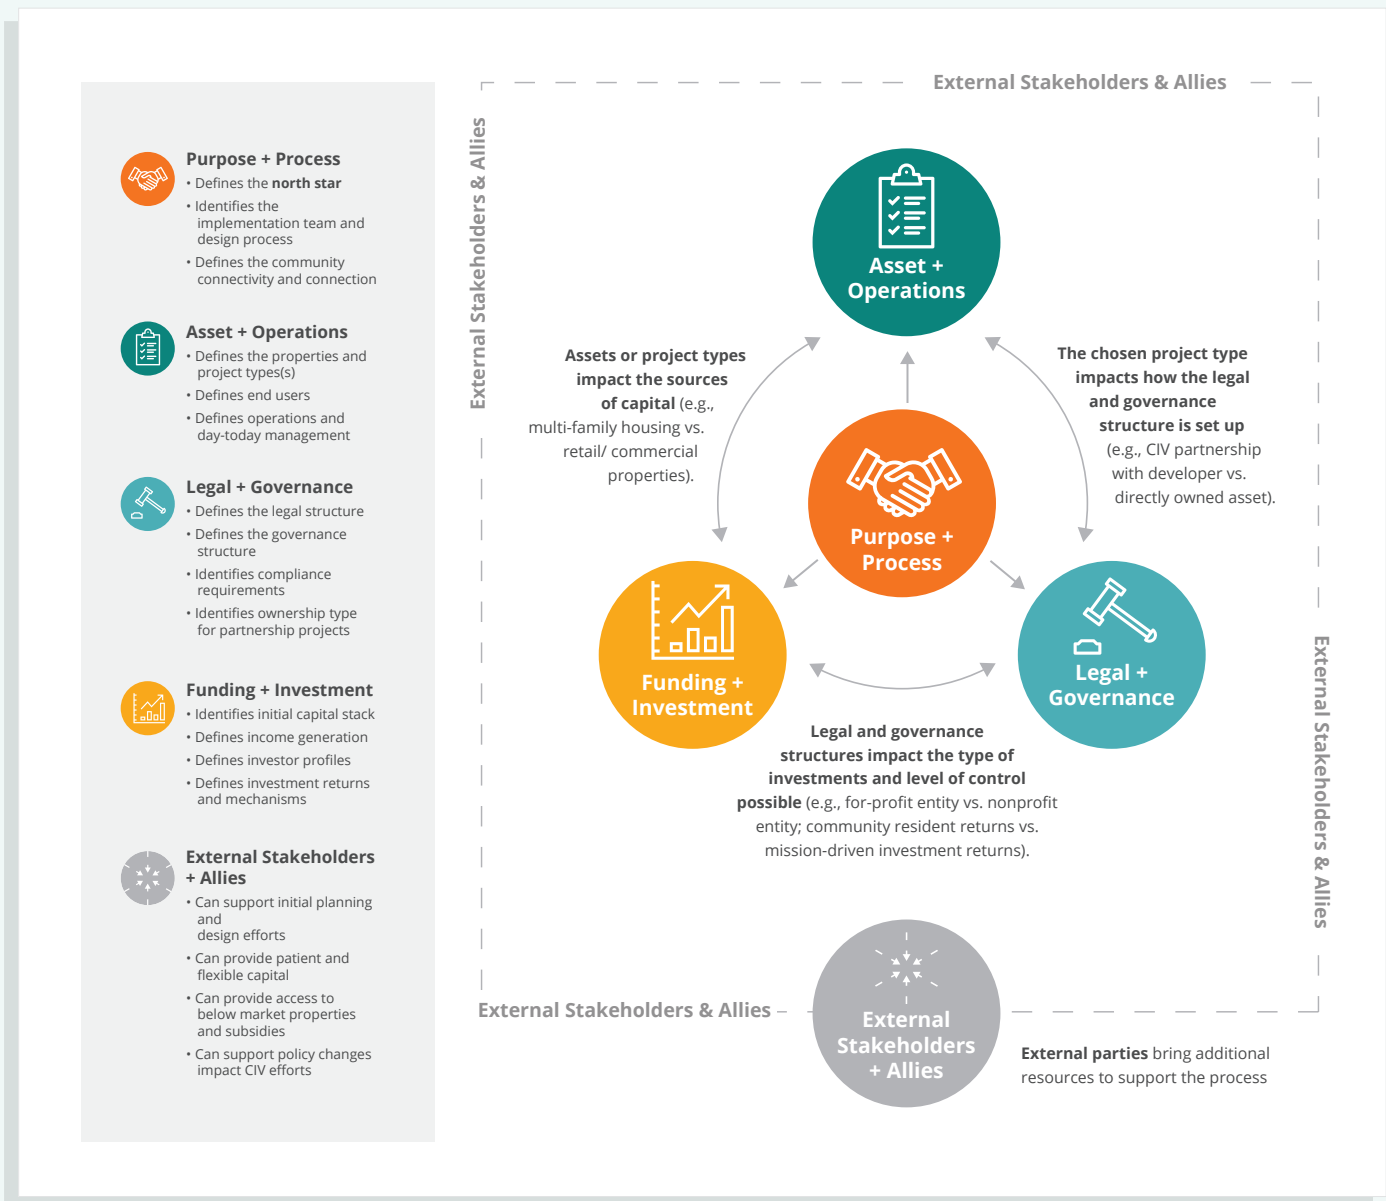 Purpose + Process
• Defines the north star
• Identifies the
implementation team and
design process
• Defines the community
connectivity and connection
Asset + Operations
• Defines the properties and
project types(s)
• Defines end users
• Defines operations and
day-today management
Legal + Governance
• Defines the legal structure
• Defines the governance
structure
• Identifies compliance
requirements
• Identifies ownership type
for partnership projects
Funding + Investment
• Identifies initial capital stack
• Defines income generation
• Defines investor profiles
• Defines investment returns
and mechanisms
External Stakeholders
+ Allies
• Can support initial planning
and
design efforts
• Can provide patient and
flexible capital
• Can provide access to
below market properties
and subsidies
• Can support policy changes
impact CIV efforts
External Stakeholders & Allies
External Stakeholders & Allies
Asset +
Operations
Assets or project types
impact the sources
of capital (e.g.,
multi-family housing vs.
retail/ commercial
properties).
The chosen project type
impacts how the legal
and governance
structure is set up
(e.g., CIV partnership
with developer vs.
directly owned asset).
Purpose +
Process
Funding +
Investment
Legal +
Governance
Legal and governance
structures impact the type of
investments and level of control
possible (e.g., for-profit entity vs. nonprofit
entity; community resident returns vs.
mission-driven investment returns).
External Stakeholders & Allies
External Stakeholders & Allies
External
Stakeholders
+ Allies
External parties bring additional
resources to support the process